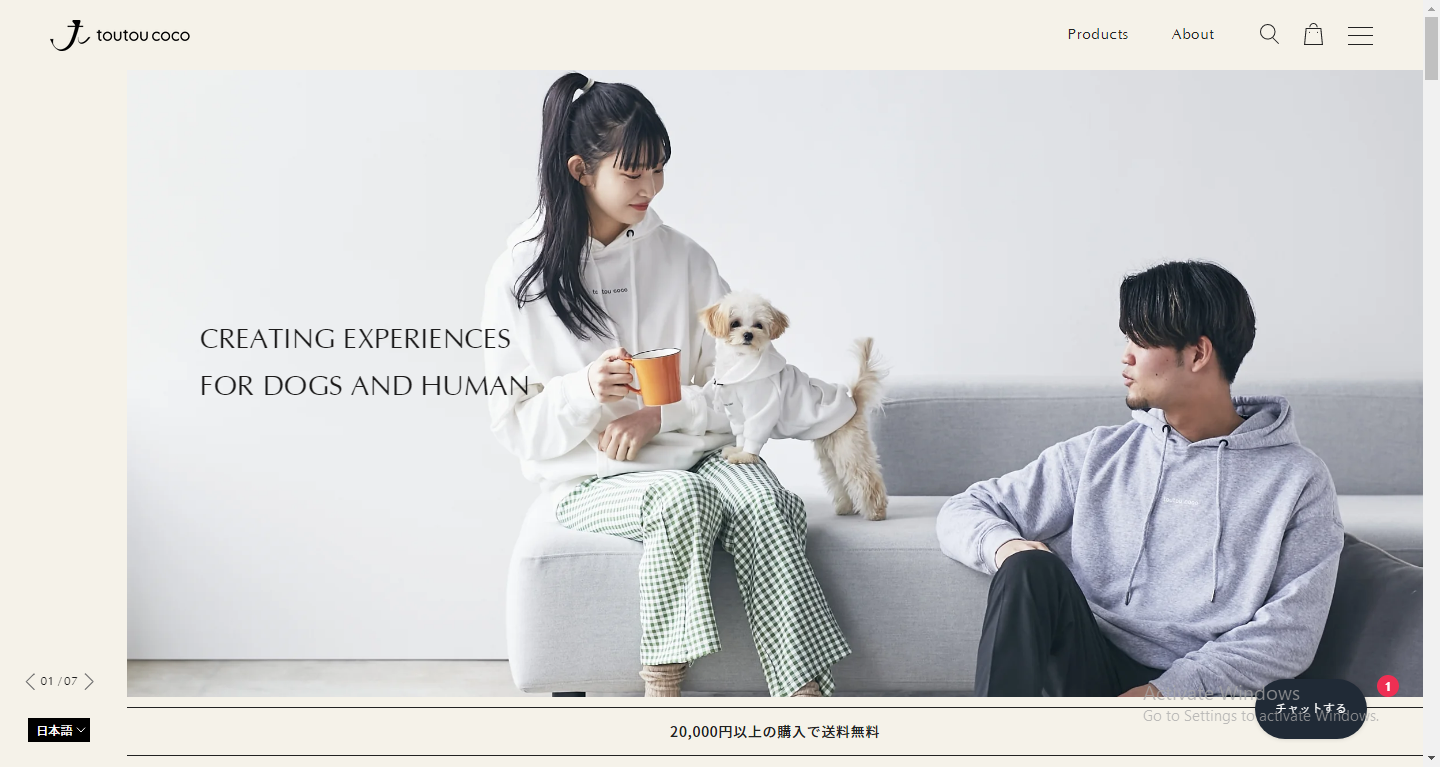 toutou coco
Products
About
CREATING EXPERIENCES
FOR DOGS AND HUMAN
toutou coco
toutou coco
01 / 07
日本語
20,000円以上の購入で送料無料
1
チャットする
Activate Windows
Go to Settings to activate Windows.